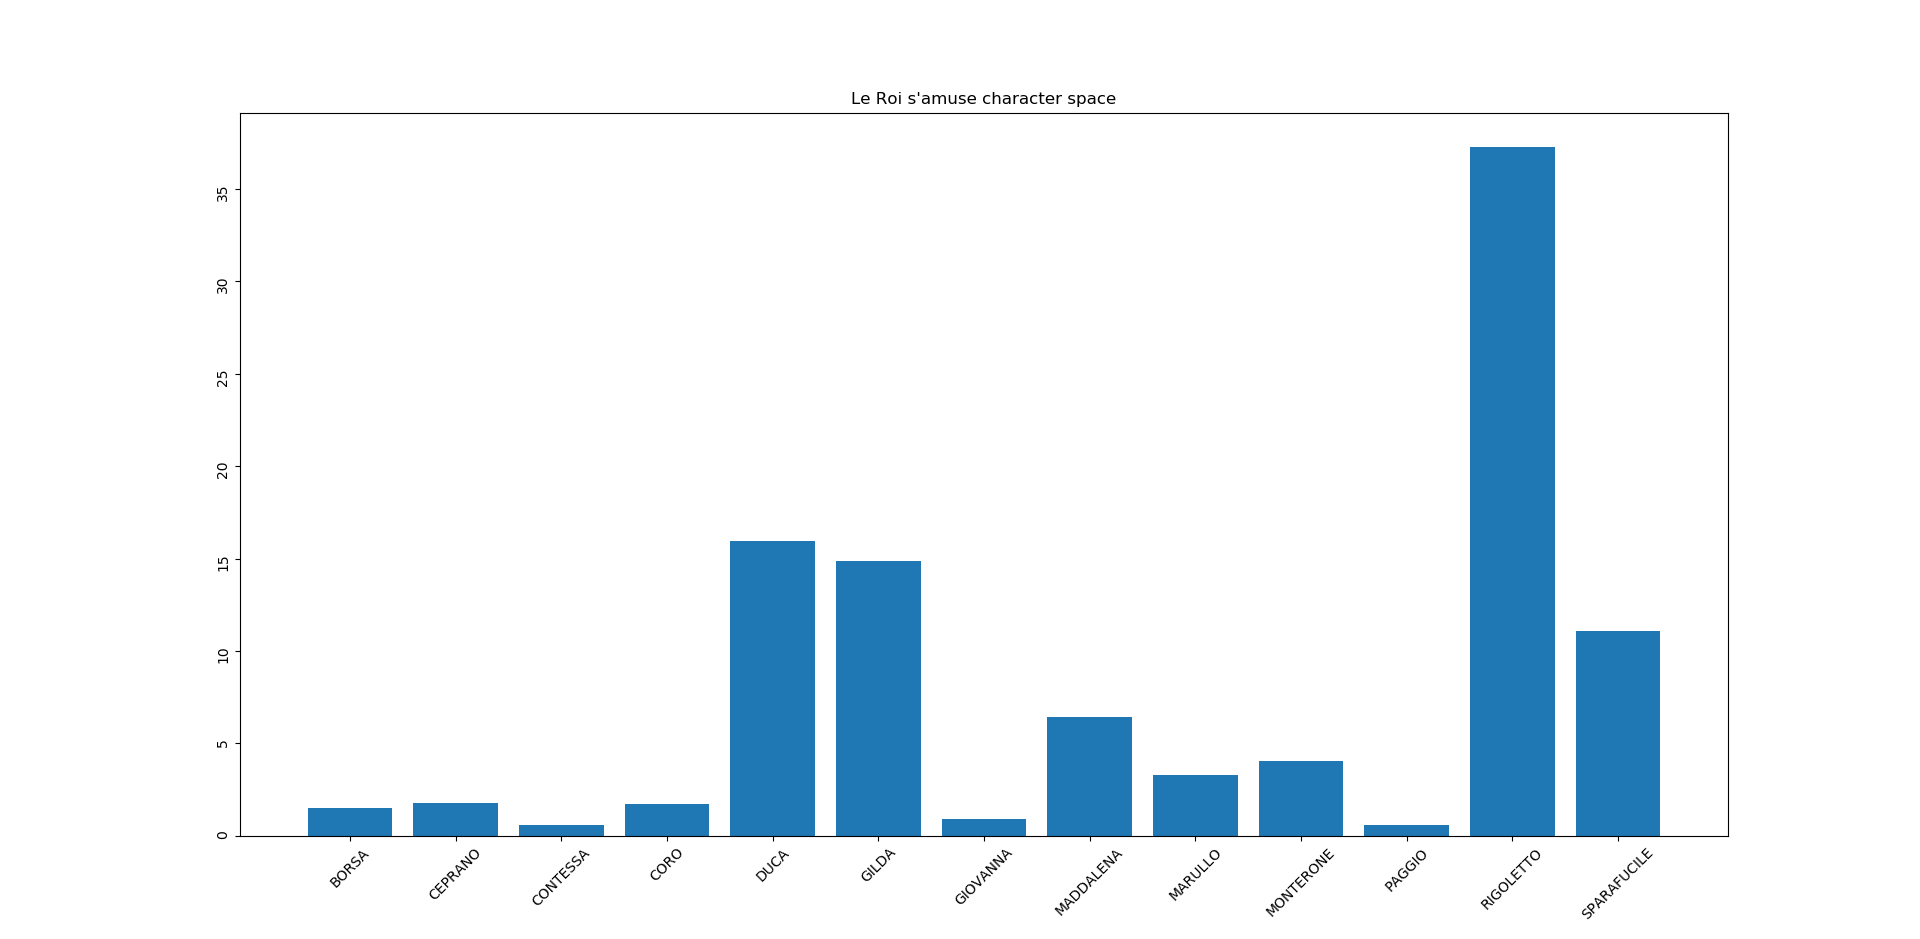 Le Roi s'amuse character space
35
30
25
20
15
10
5
0
BORSA
CEPRANO
CONTESSA
CORO
DUCA
GILDA
GIOVANNA
MADDALENA
MARULLO
MONTERONE
PAGGIO
RIGOLETTO
SPARAFUCILE